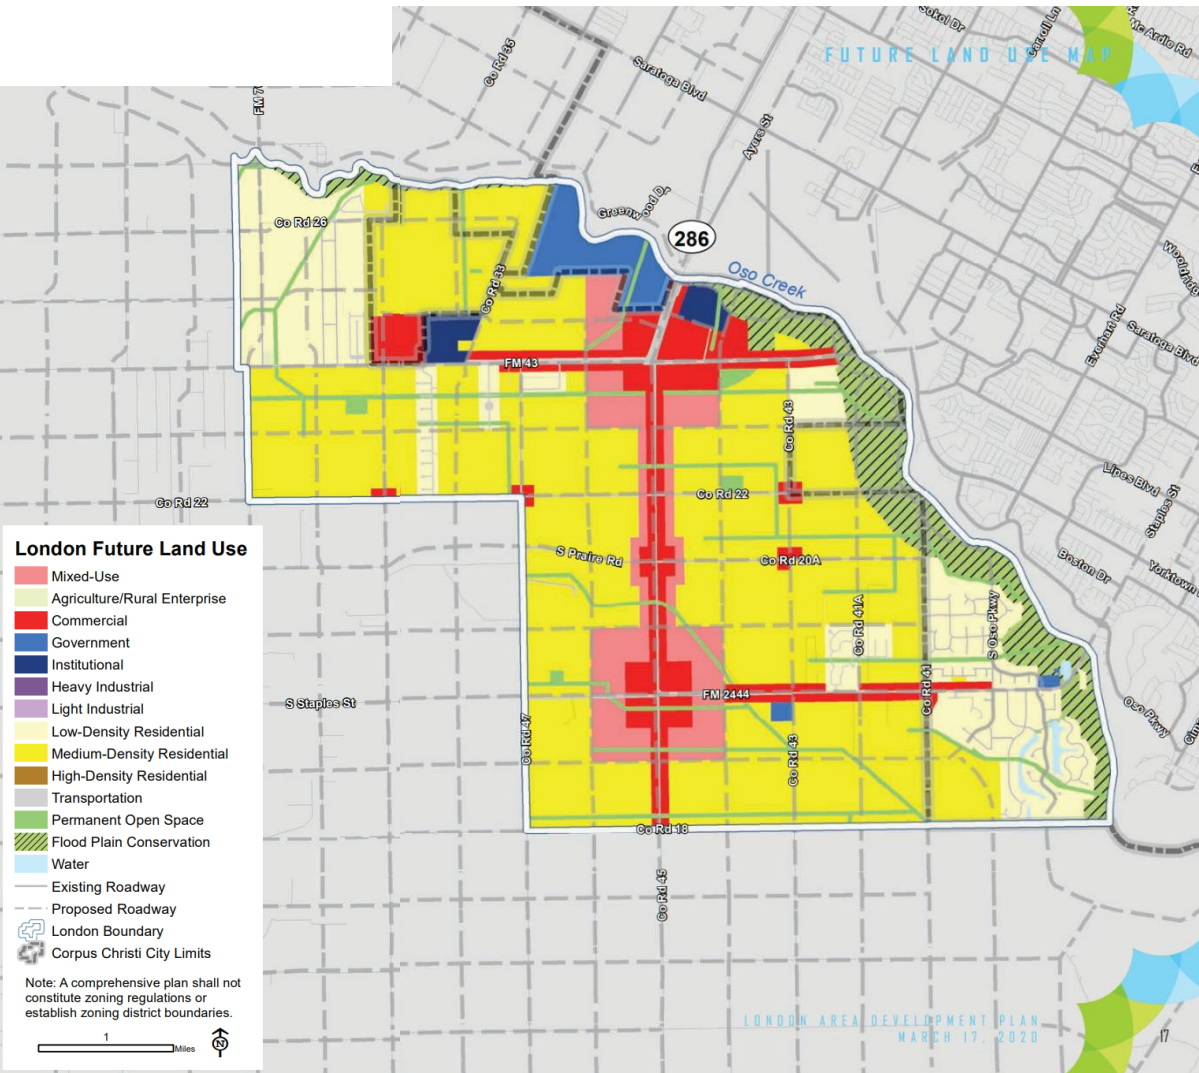 FUTURE LAND USE MAP
Sokol Dr
Carroll Ln
Mc Ardle Rd
Co Rd 35
Saratoga Blvd
FM 7
Ayers St
Greenwood Dr
286
Oso Creek
Co Rd 26
Co Rd 33
Wooldridge
Everhart Rd
Saratoga Blvd
FM 43
Co Rd 43
Co Rd 22
Co Rd 22
Lipes Blvd
Staples St
S Praire Rd
Co Rd 20A
Boston Dr
Yorktown
Co Rd 41A
S Oso Pkwy
Co Rd 41
S Staples St
FM 2444
Oso Pkwy
Co Rd 47
Co Rd 43
Co Rd 18
Co Rd 45
London Future Land Use
Mixed-Use
Agriculture/Rural Enterprise
Commercial
Government
Institutional
Heavy Industrial
Light Industrial
Low-Density Residential
Medium-Density Residential
High-Density Residential
Transportation
Permanent Open Space
Flood Plain Conservation
Water
Existing Roadway
Proposed Roadway
London Boundary
Corpus Christi City Limits
Note: A comprehensive plan shall not
constitute zoning regulations or
establish zoning district boundaries.
1
Miles
N
LONDON AREA DEVELOPMENT PLAN
MARCH 17, 2020
17